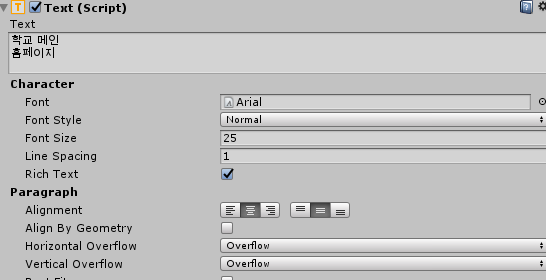 Text (Script)
Text
학교 메인
홈페이지
Character
Font Arial
Font Style Normal
Font Size 25
Line Spacing 1
Rich Text
Paragraph
Alignment
Align By Geometry
Horizontal Overflow Overflow
Vertical Overflow Overflow